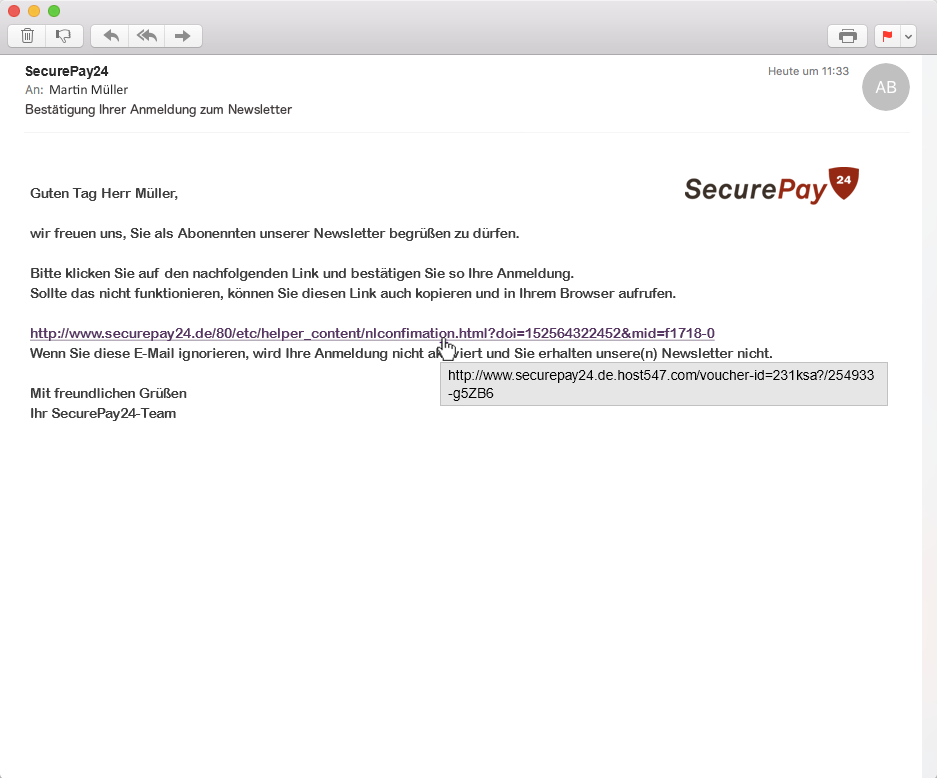 SecurePay24
Heute um 11:33
AB
An: Martin Müller
Bestätigung Ihrer Anmeldung zum Newsletter
SecurePay 24
Guten Tag Herr Müller,
wir freuen uns, Sie als Abonennten unserer Newsletter begrüßen zu dürfen.
Bitte klicken Sie auf den nachfolgenden Link und bestätigen Sie so Ihre Anmeldung.
Sollte das nicht funktionieren, können Sie diesen Link auch kopieren und in Ihrem Browser aufrufen.
http://www.securepay24.de/80/etc/helper_content/nlconfimation.html?doi=152564322452&mid=f1718-0
Wenn Sie diese E-Mail ignorieren, wird Ihre Anmeldung nicht aktiviert und Sie erhalten unsere(n) Newsletter nicht.
http://www.securepay24.de.host547.com/voucher-id=231ksa?/254933
-g5ZB6
Mit freundlichen Grüßen
Ihr SecurePay24-Team